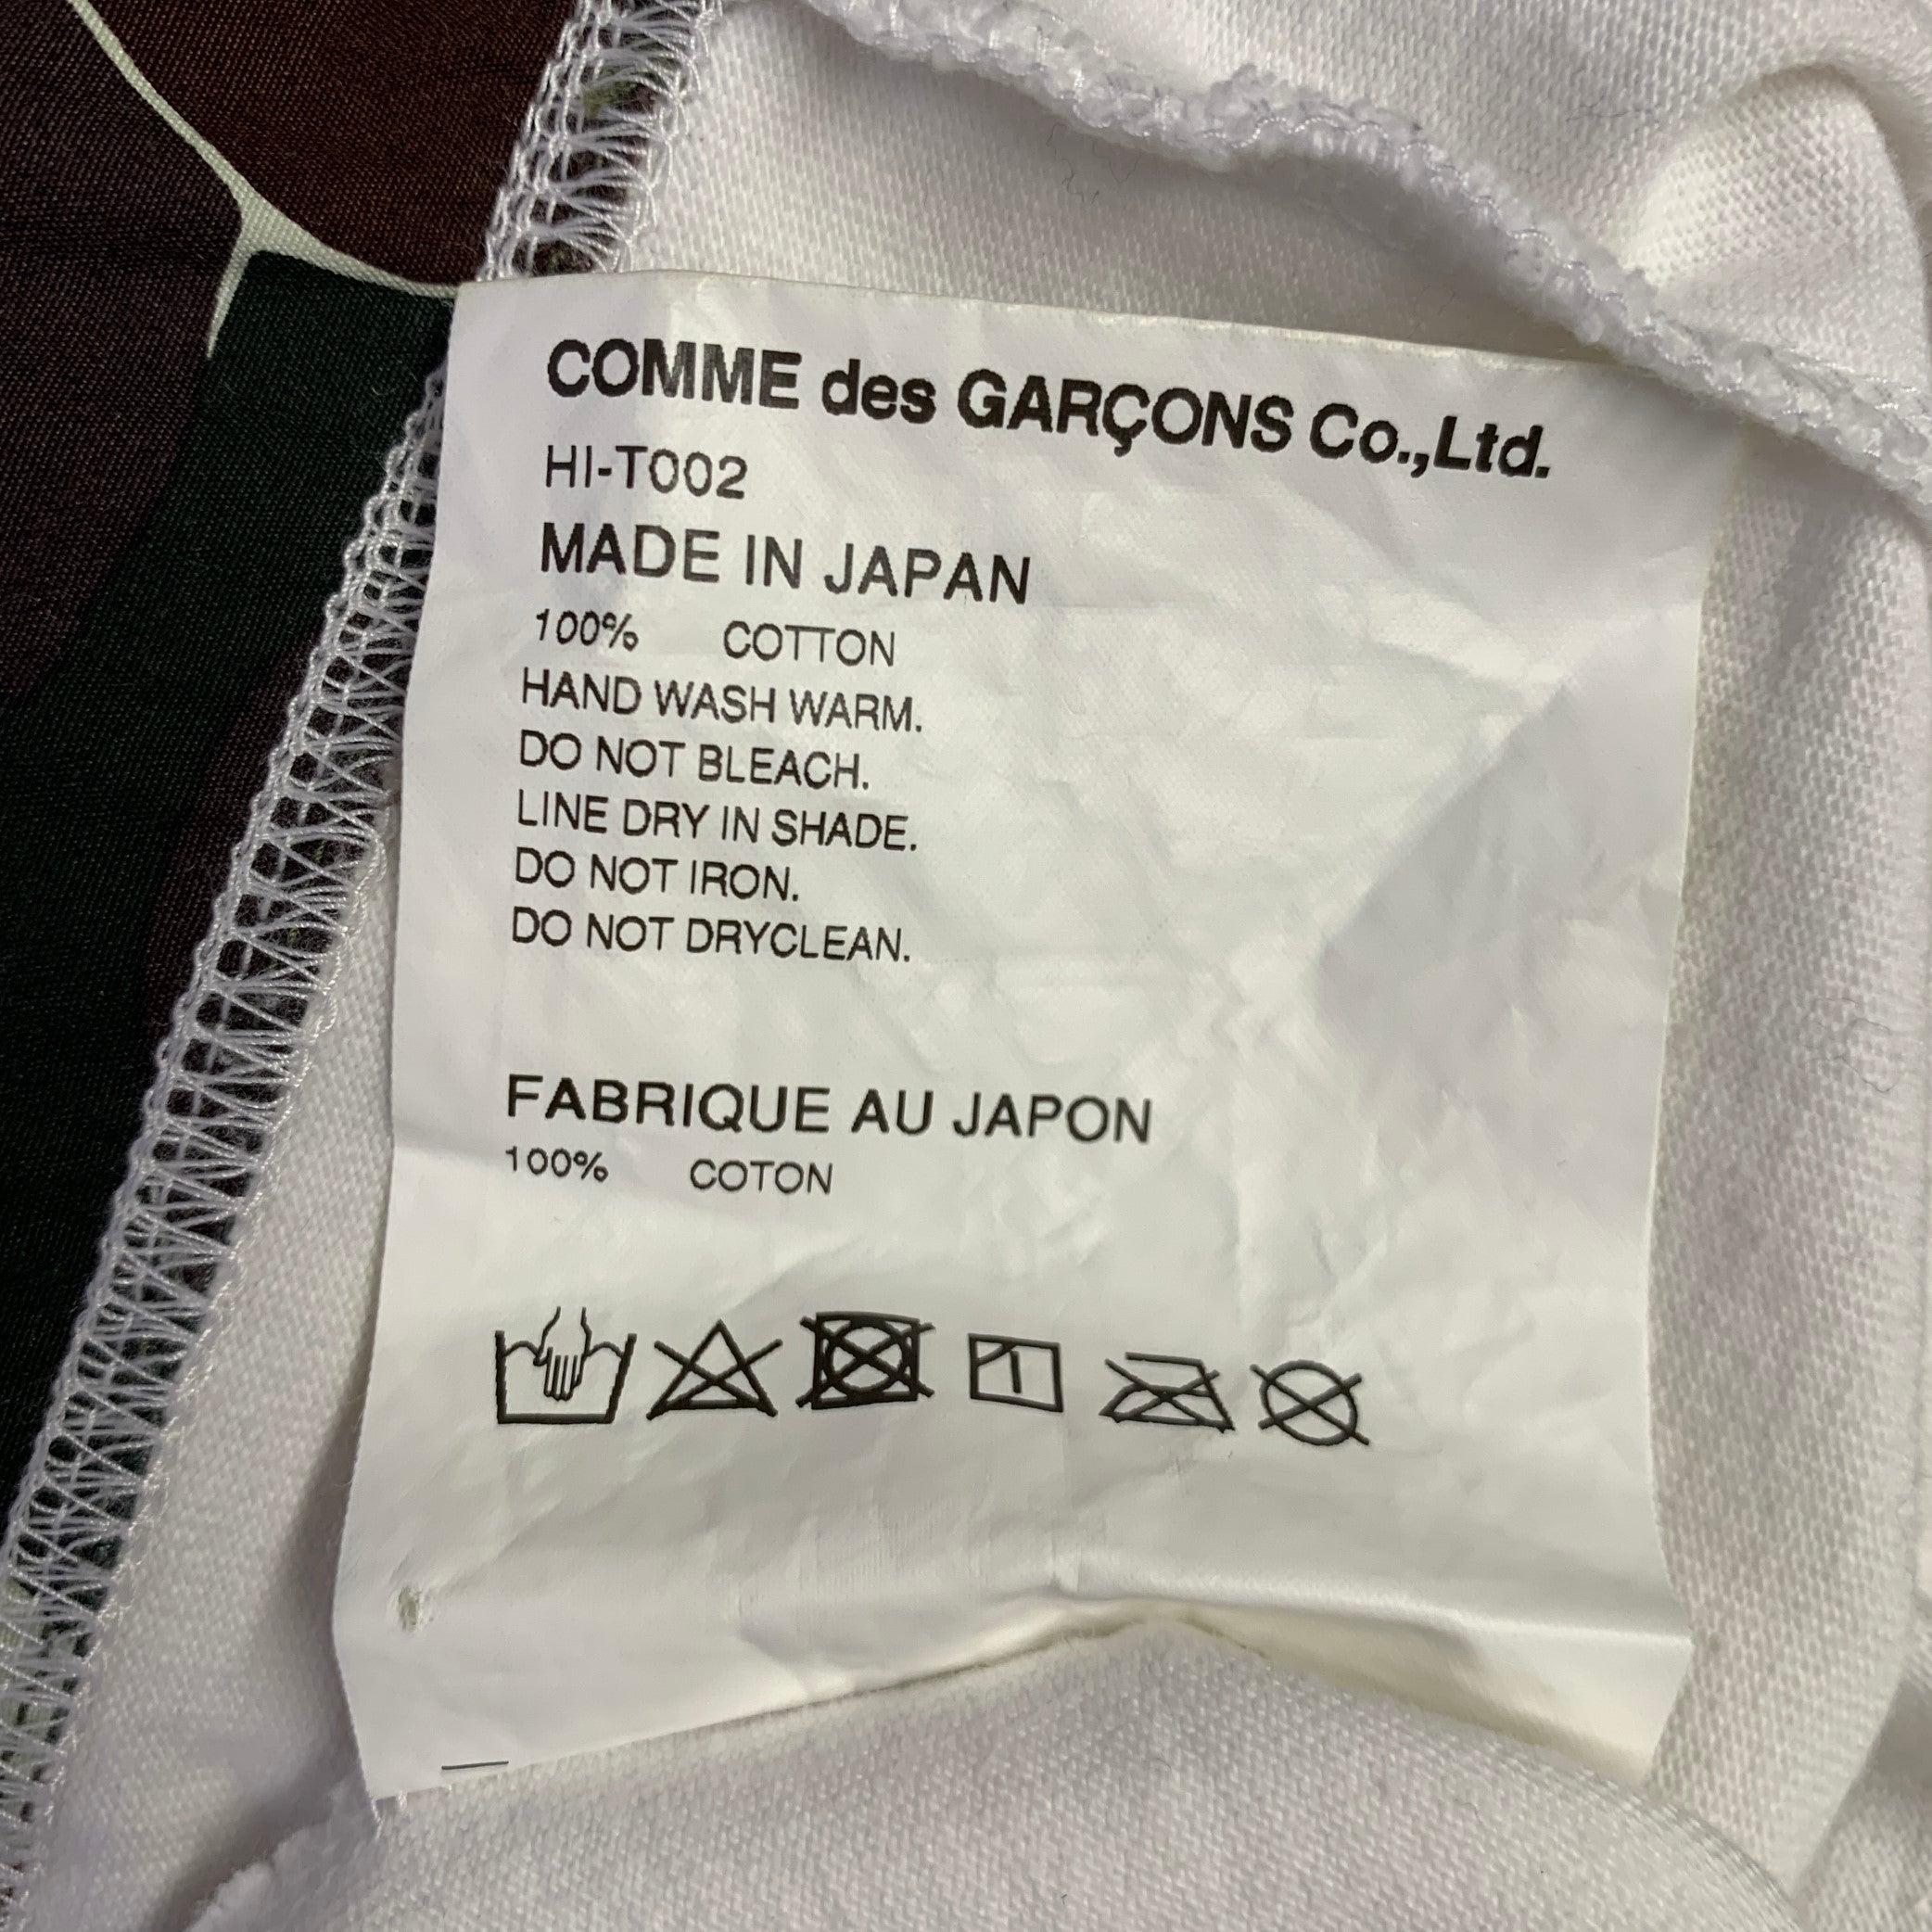 COMME des GARÇONS Co.,Ltd.
HI-T002
MADE IN JAPAN
100% COTTON
HAND WASH WARM.
DO NOT BLEACH.
LINE DRY IN SHADE.
DO NOT IRON.
DO NOT DRYCLEAN.
FABRIQUE AU JAPON
100% COTON